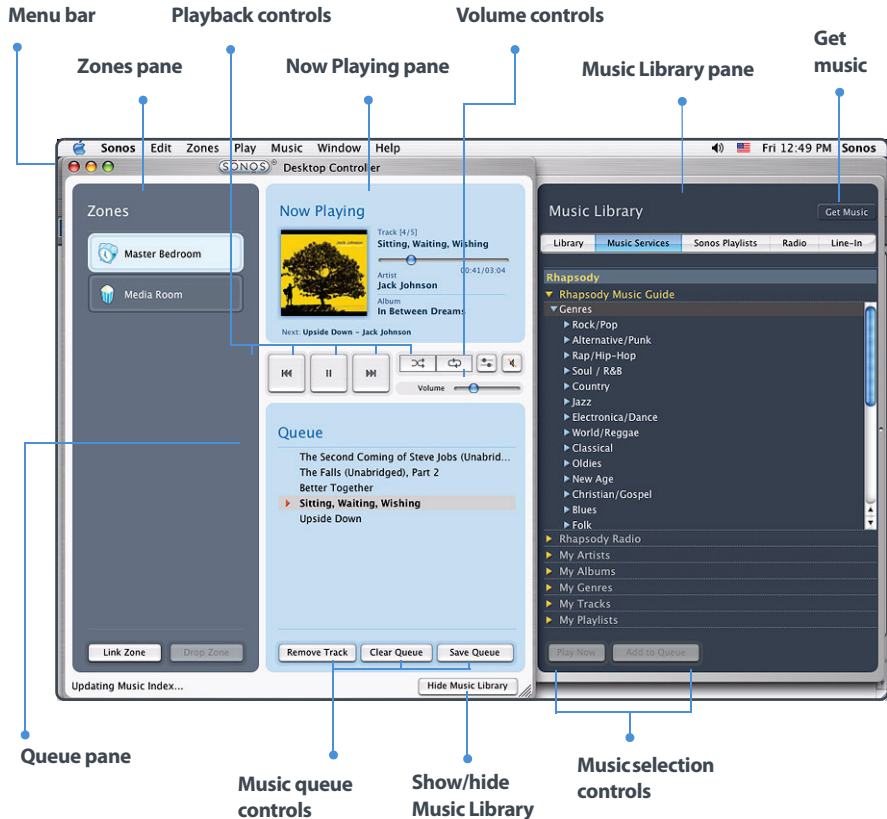 Menu bar
Playback controls
Volume controls
Get
music
Zones pane
Now Playing pane
Music Library pane
Sonos Edit Zones Play Music Window Help
Fri 12:49 PM Sonos
SONOS® Desktop Controller
Zones
Master Bedroom
Media Room
Link Zone
Drop Zone
Updating Music Index...
Now Playing
Jack Johnson
Track [4/5]
Sitting, Waiting, Wishing
00:41/03:04
Artist
Jack Johnson
Album
In Between Dreams
Next: Upside Down – Jack Johnson
Volume
Queue
The Second Coming of Steve Jobs (Unabrid...
The Falls (Unabridged), Part 2
Better Together
Sitting, Waiting, Wishing
Upside Down
Remove Track
Clear Queue
Save Queue
Hide Music Library
Music Library
Get Music
Library
Music Services
Sonos Playlists
Radio
Line-In
Rhapsody
Rhapsody Music Guide
Genres
Rock/Pop
Alternative/Punk
Rap/Hip-Hop
Soul / R&B
Country
Jazz
Electronica/Dance
World/Reggae
Classical
Oldies
New Age
Christian/Gospel
Blues
Folk
Rhapsody Radio
My Artists
My Albums
My Genres
My Tracks
My Playlists
Play Now
Add to Queue
Queue pane
Music queue
controls
Show/hide
Music Library
Music selection
controls